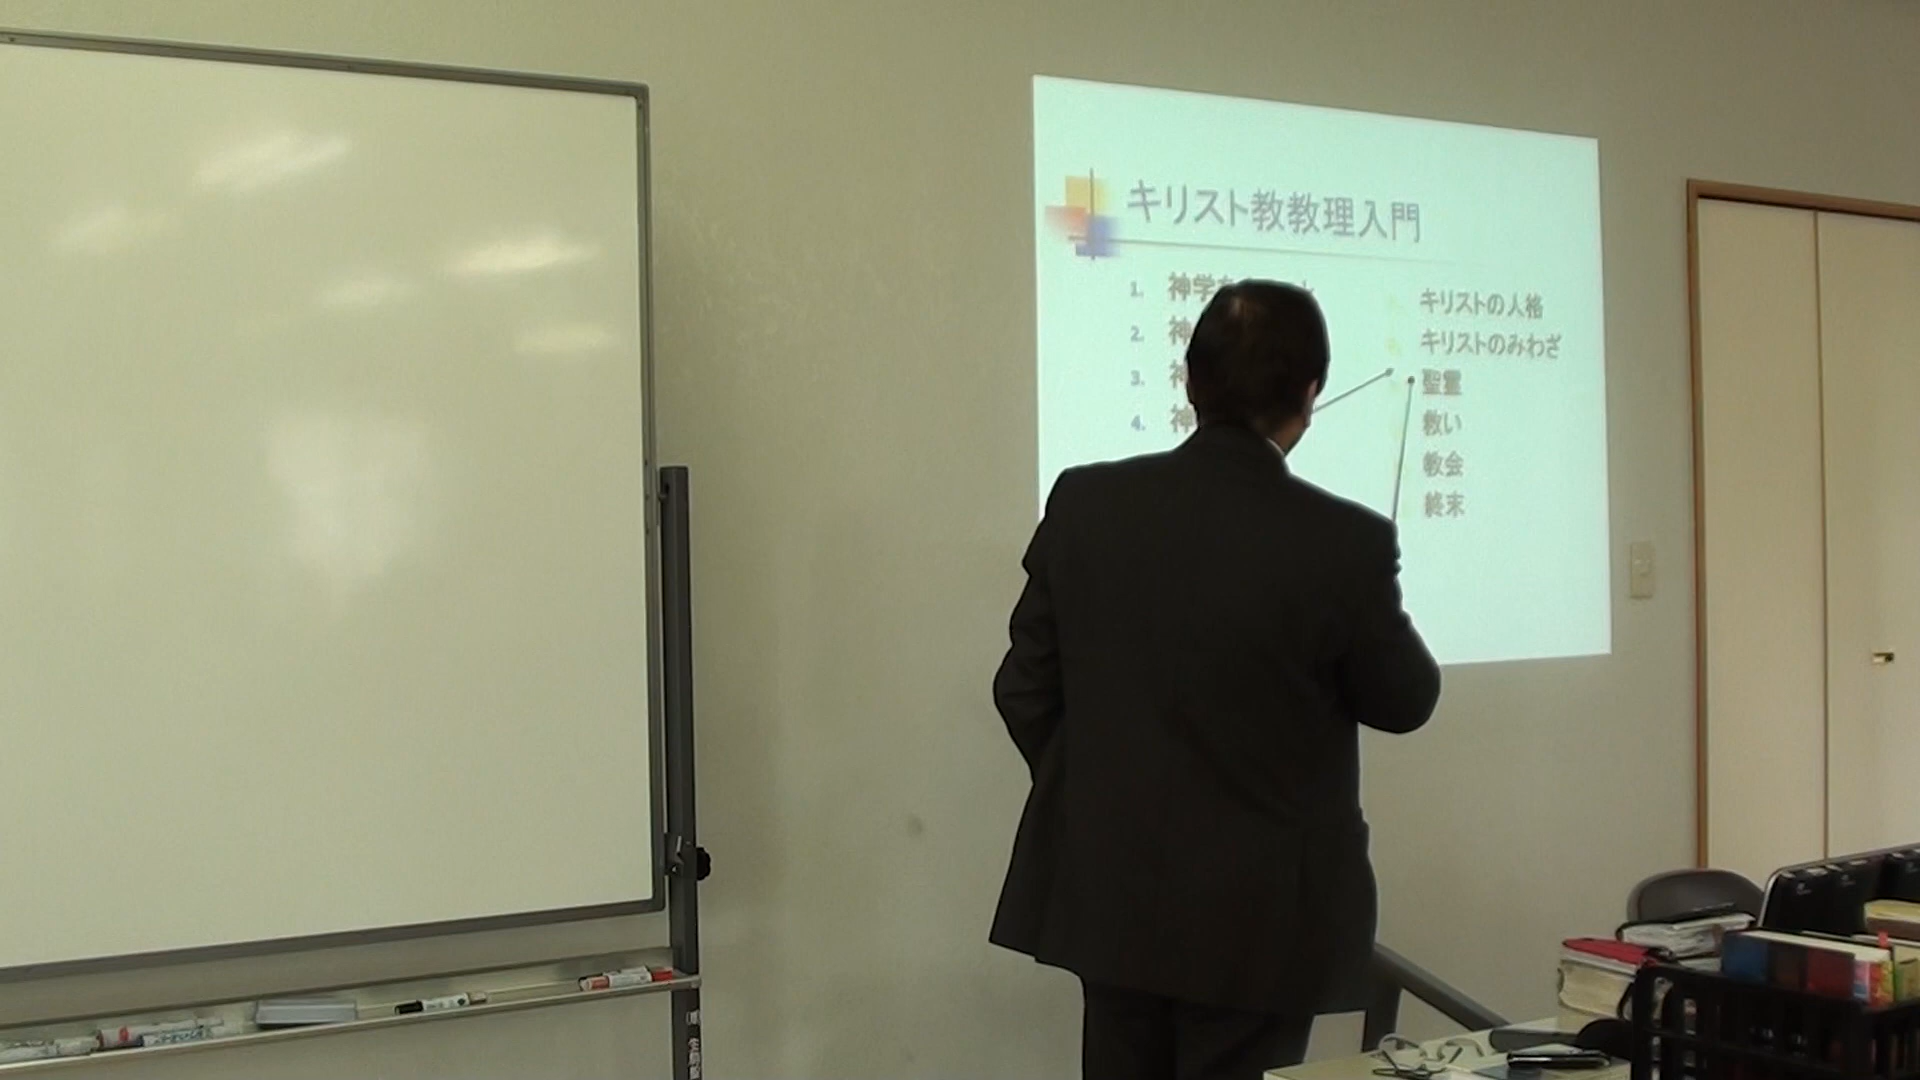 キリスト教教理入門
1. 神学
2. 神
3. 神
4. 神
キリストの人格
キリストのみわざ
聖霊
救い
教会
終末